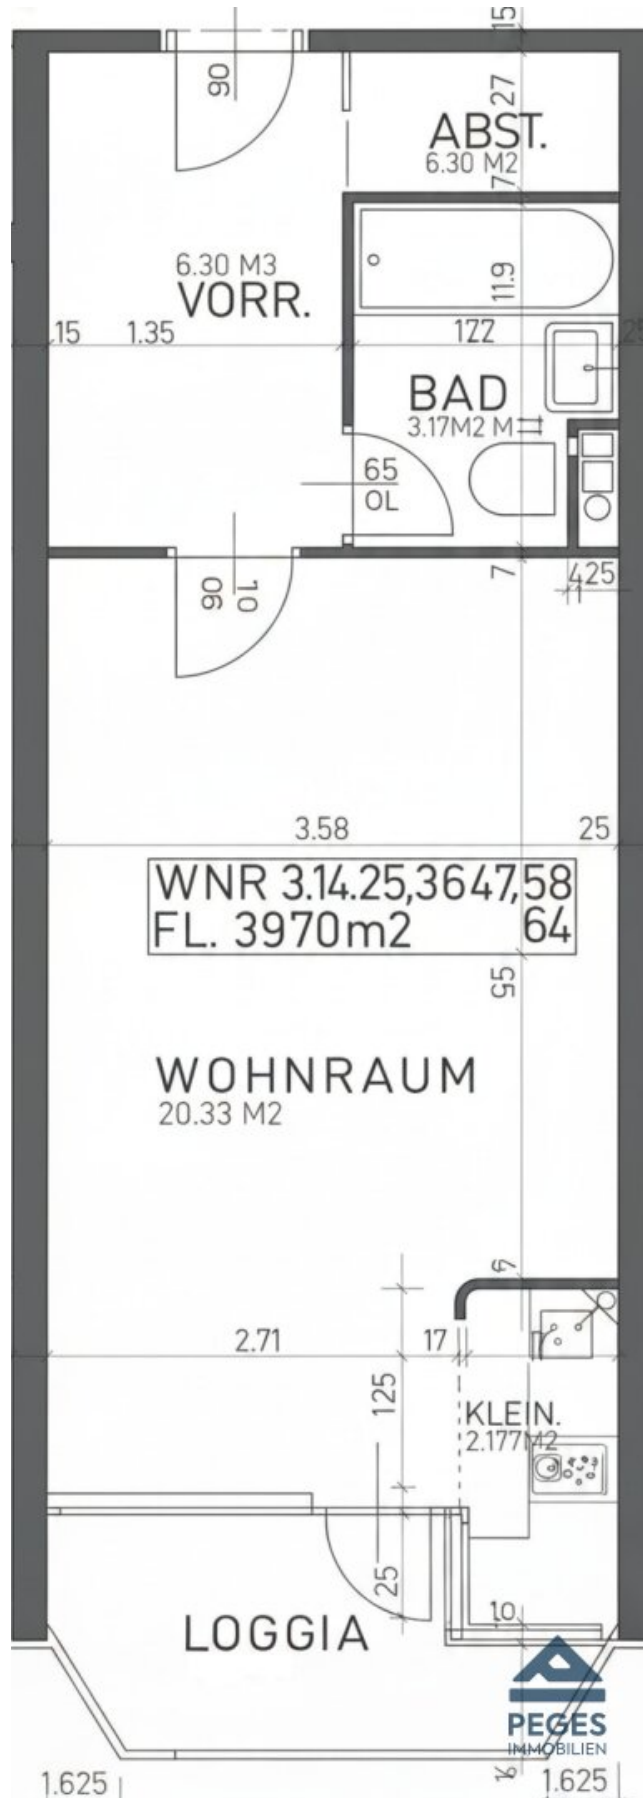 15
90
27
ABST.
6.30 M2
7
6.30 M3
VORR.
11.9
15
1.35
122
BAD
3.17M2 M
65
OL
90
10
7
425
3.58
25
WNR 3.14.25,3647,58
FL. 3970m2 64
55
WOHNRAUM
20.33 M2
6
2.71
17
125
KLEIN.
2.177M2
25
10
LOGGIA
PEGES
IMMOBILIEN
1.625
1.625